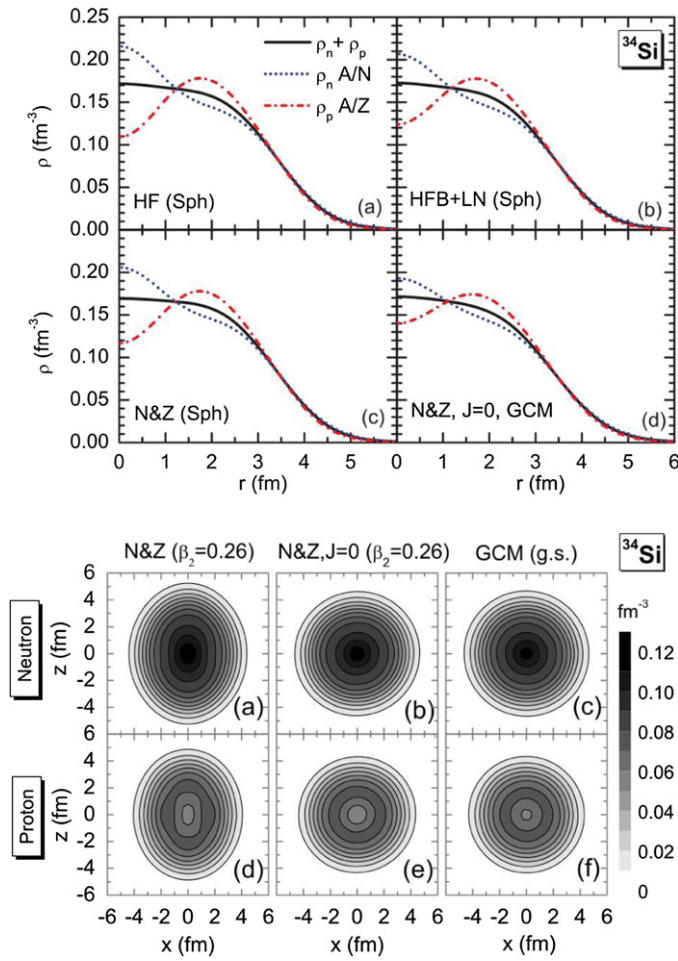 0.25
0.20
0.15
0.10
0.05
0.00
ρ (fm⁻³)
ρₙ+ ρₚ
ρₙ A/N
ρₚ A/Z
HF (Sph)
(a)
³⁴Si
HFB+LN (Sph)
(b)
0.20
0.15
0.10
0.05
0.00
ρ (fm⁻³)
N&Z (Sph)
(c)
N&Z, J=0, GCM
(d)
0 1 2 3 4 5 0 1 2 3 4 5 6
r (fm) r (fm)
N&Z (β₂=0.26) N&Z,J=0 (β₂=0.26) GCM (g.s.)
³⁴Si
Neutron
z (fm)
6
4
2
0
-2
-4
6
(a) (b) (c)
fm⁻³
0.12
0.10
0.08
0.06
0.04
0.02
0
Proton
z (fm)
4
2
0
-2
-4
-6
(d) (e) (f)
-6 -4 -2 0 2 4 6 -4 -2 0 2 4 6 -4 -2 0 2 4 6
x (fm) x (fm) x (fm)